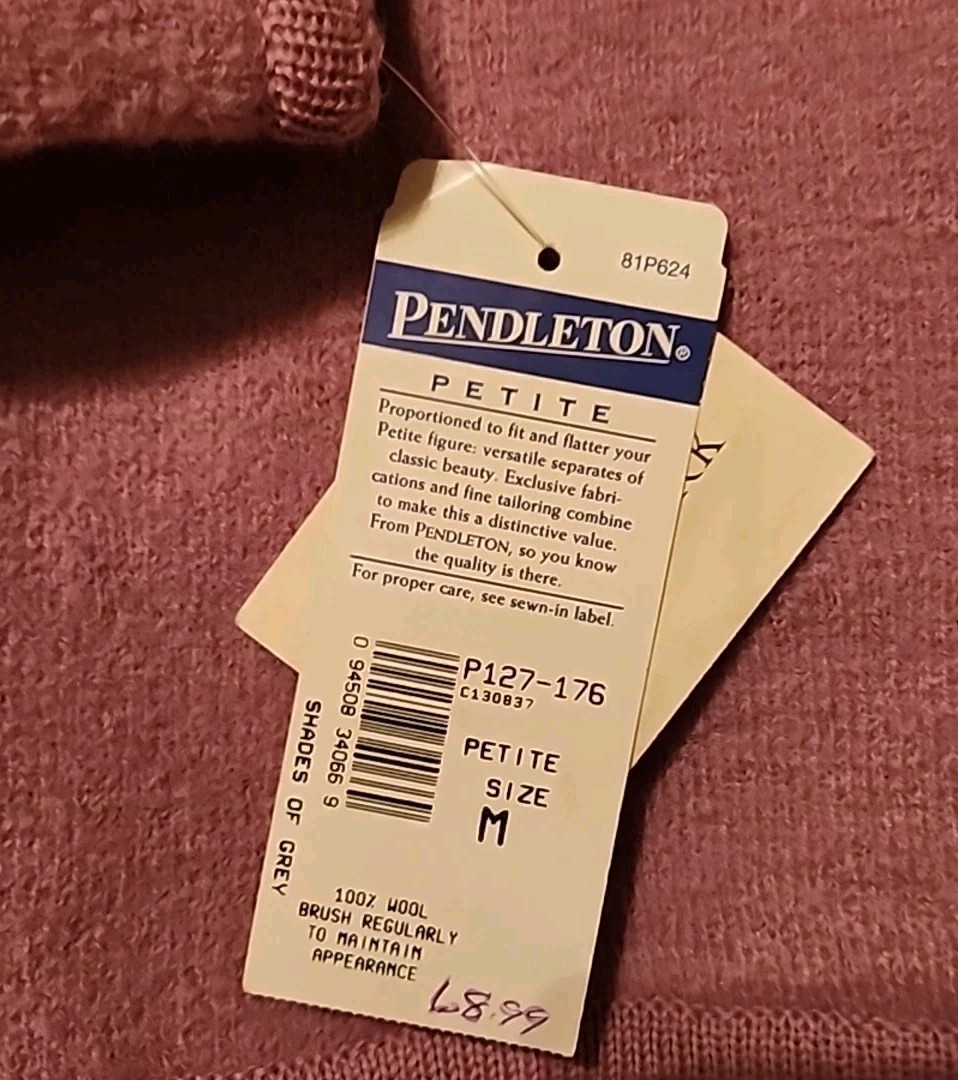 81P624
PENDLETON®
PETITE
Proportioned to fit and flatter your
Petite figure: versatile separates of
classic beauty. Exclusive fabri-
cations and fine tailoring combine
to make this a distinctive value.
From PENDLETON, so you know
the quality is there.
For proper care, see sewn-in label.
P127-176
C130837
0 94508 34066 9
SHADES OF GREY
PETITE
SIZE
M
100% WOOL
BRUSH REGULARLY
TO MAINTAIN
APPEARANCE
68.99